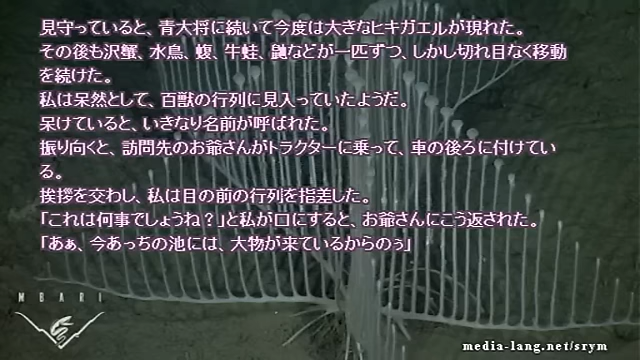 見守っていると、青大将に続いて今度は大きなヒキガエルが現れた。
その後も沢蟹、水鳥、蝮、牛蛙、鼬などが一匹ずつ、しかし切れ目なく移動
を続けた。
私は呆然として、百獣の行列に見入っていたようだ。
呆けていると、いきなり名前が呼ばれた。
振り向くと、訪問先のお爺さんがトラクターに乗って、車の後ろに付けてい
る。
挨拶を交わし、私は目の前の行列を指差した。
「これは何事でしょうね？」と私が口にすると、お爺さんにこう返された。
「あぁ、今あっちの池には、大物が来ているからのぅ」
MBARI
media-lang.net/srym